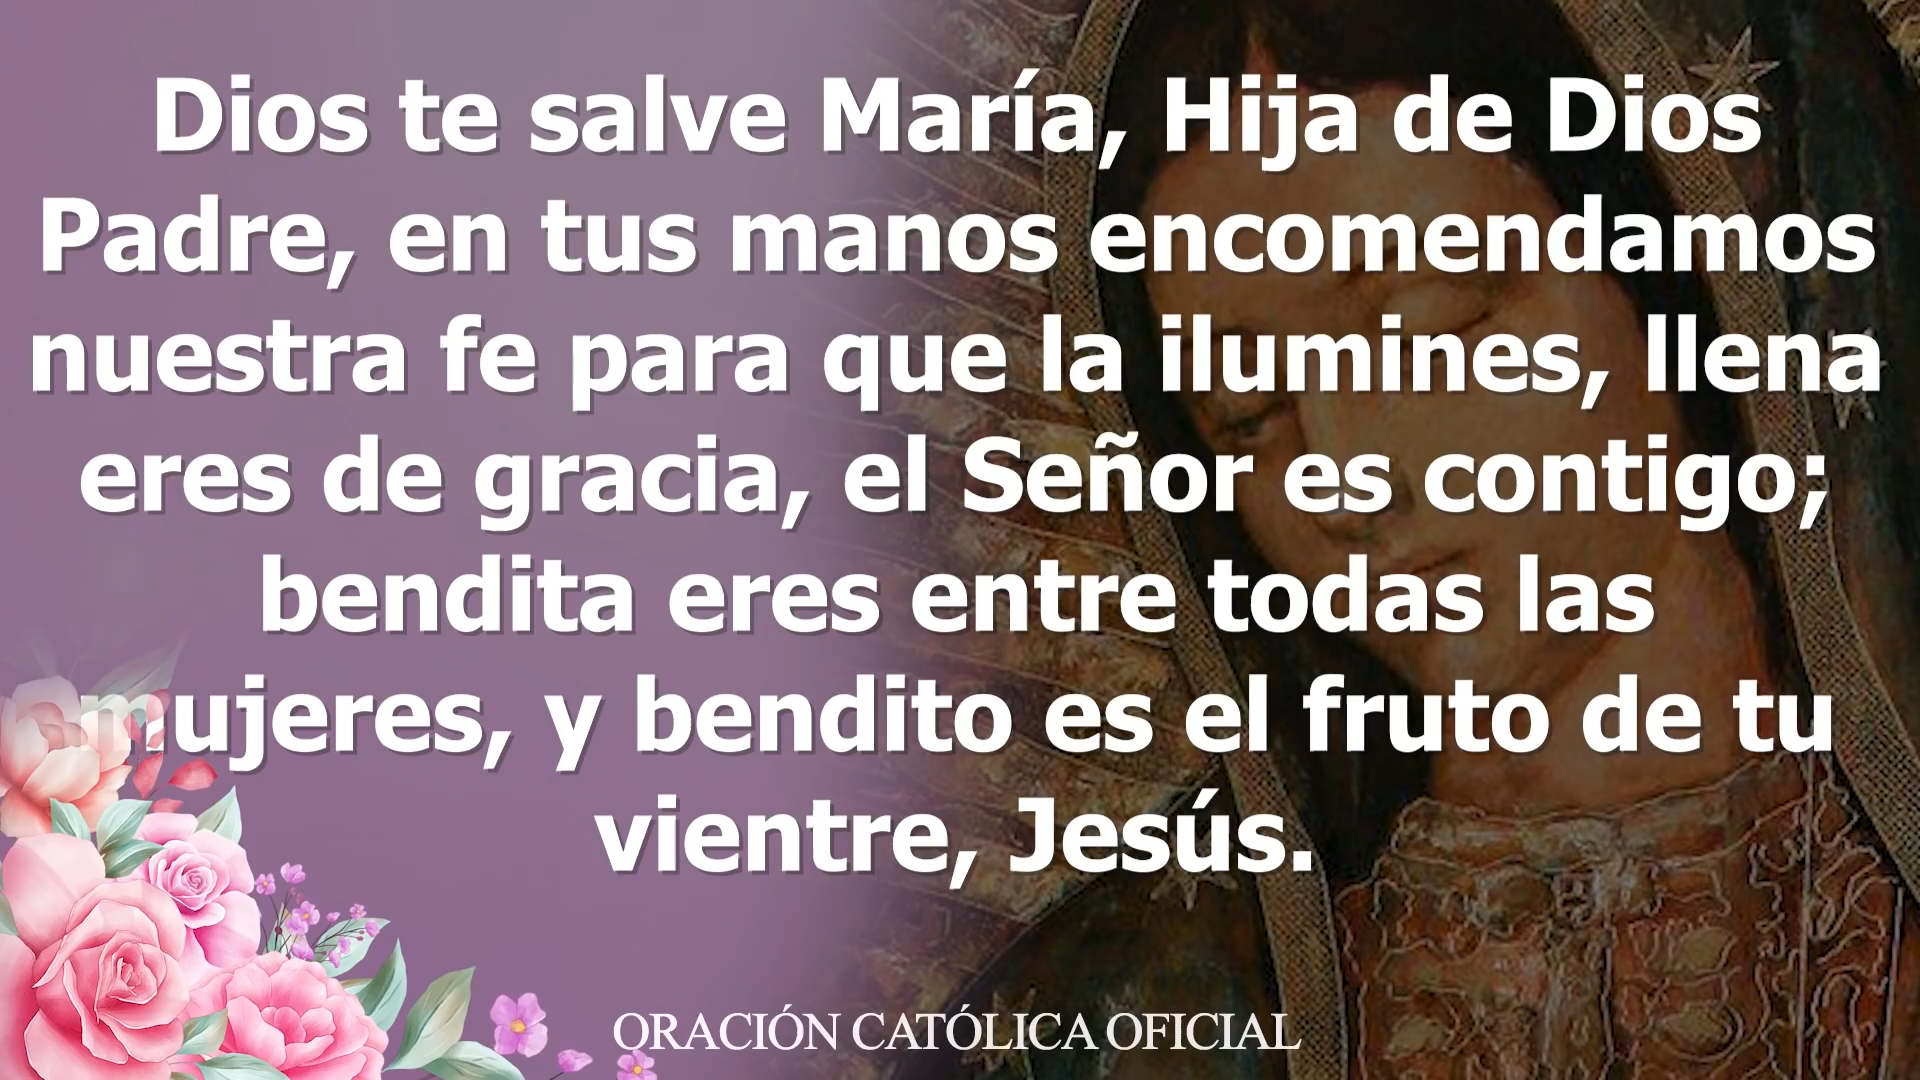 Dios te salve María, Hija de Dios
Padre, en tus manos encomendamos
nuestra fe para que la ilumines, llena
eres de gracia, el Señor es contigo;
bendita eres entre todas las
mujeres, y bendito es el fruto de tu
vientre, Jesús.
ORACIÓN CATÓLICA OFICIAL